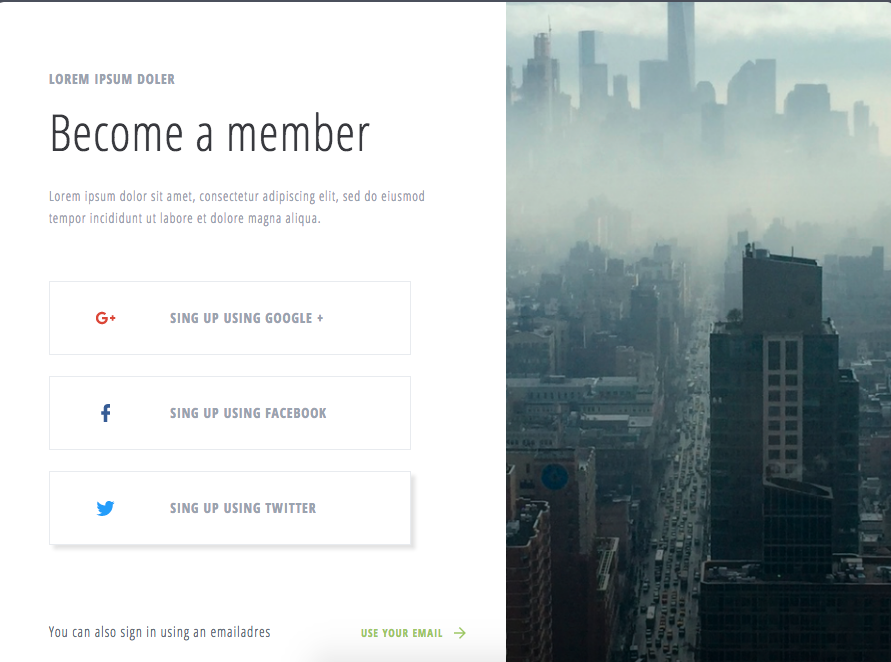 LOREM IPSUM DOLER
Become a member
Lorem ipsum dolor sit amet, consectetur adipiscing elit, sed do eiusmod
tempor incididunt ut labore et dolore magna aliqua.
G+ SING UP USING GOOGLE +
SING UP USING FACEBOOK
SING UP USING TWITTER
You can also sign in using an emailadres USE YOUR EMAIL